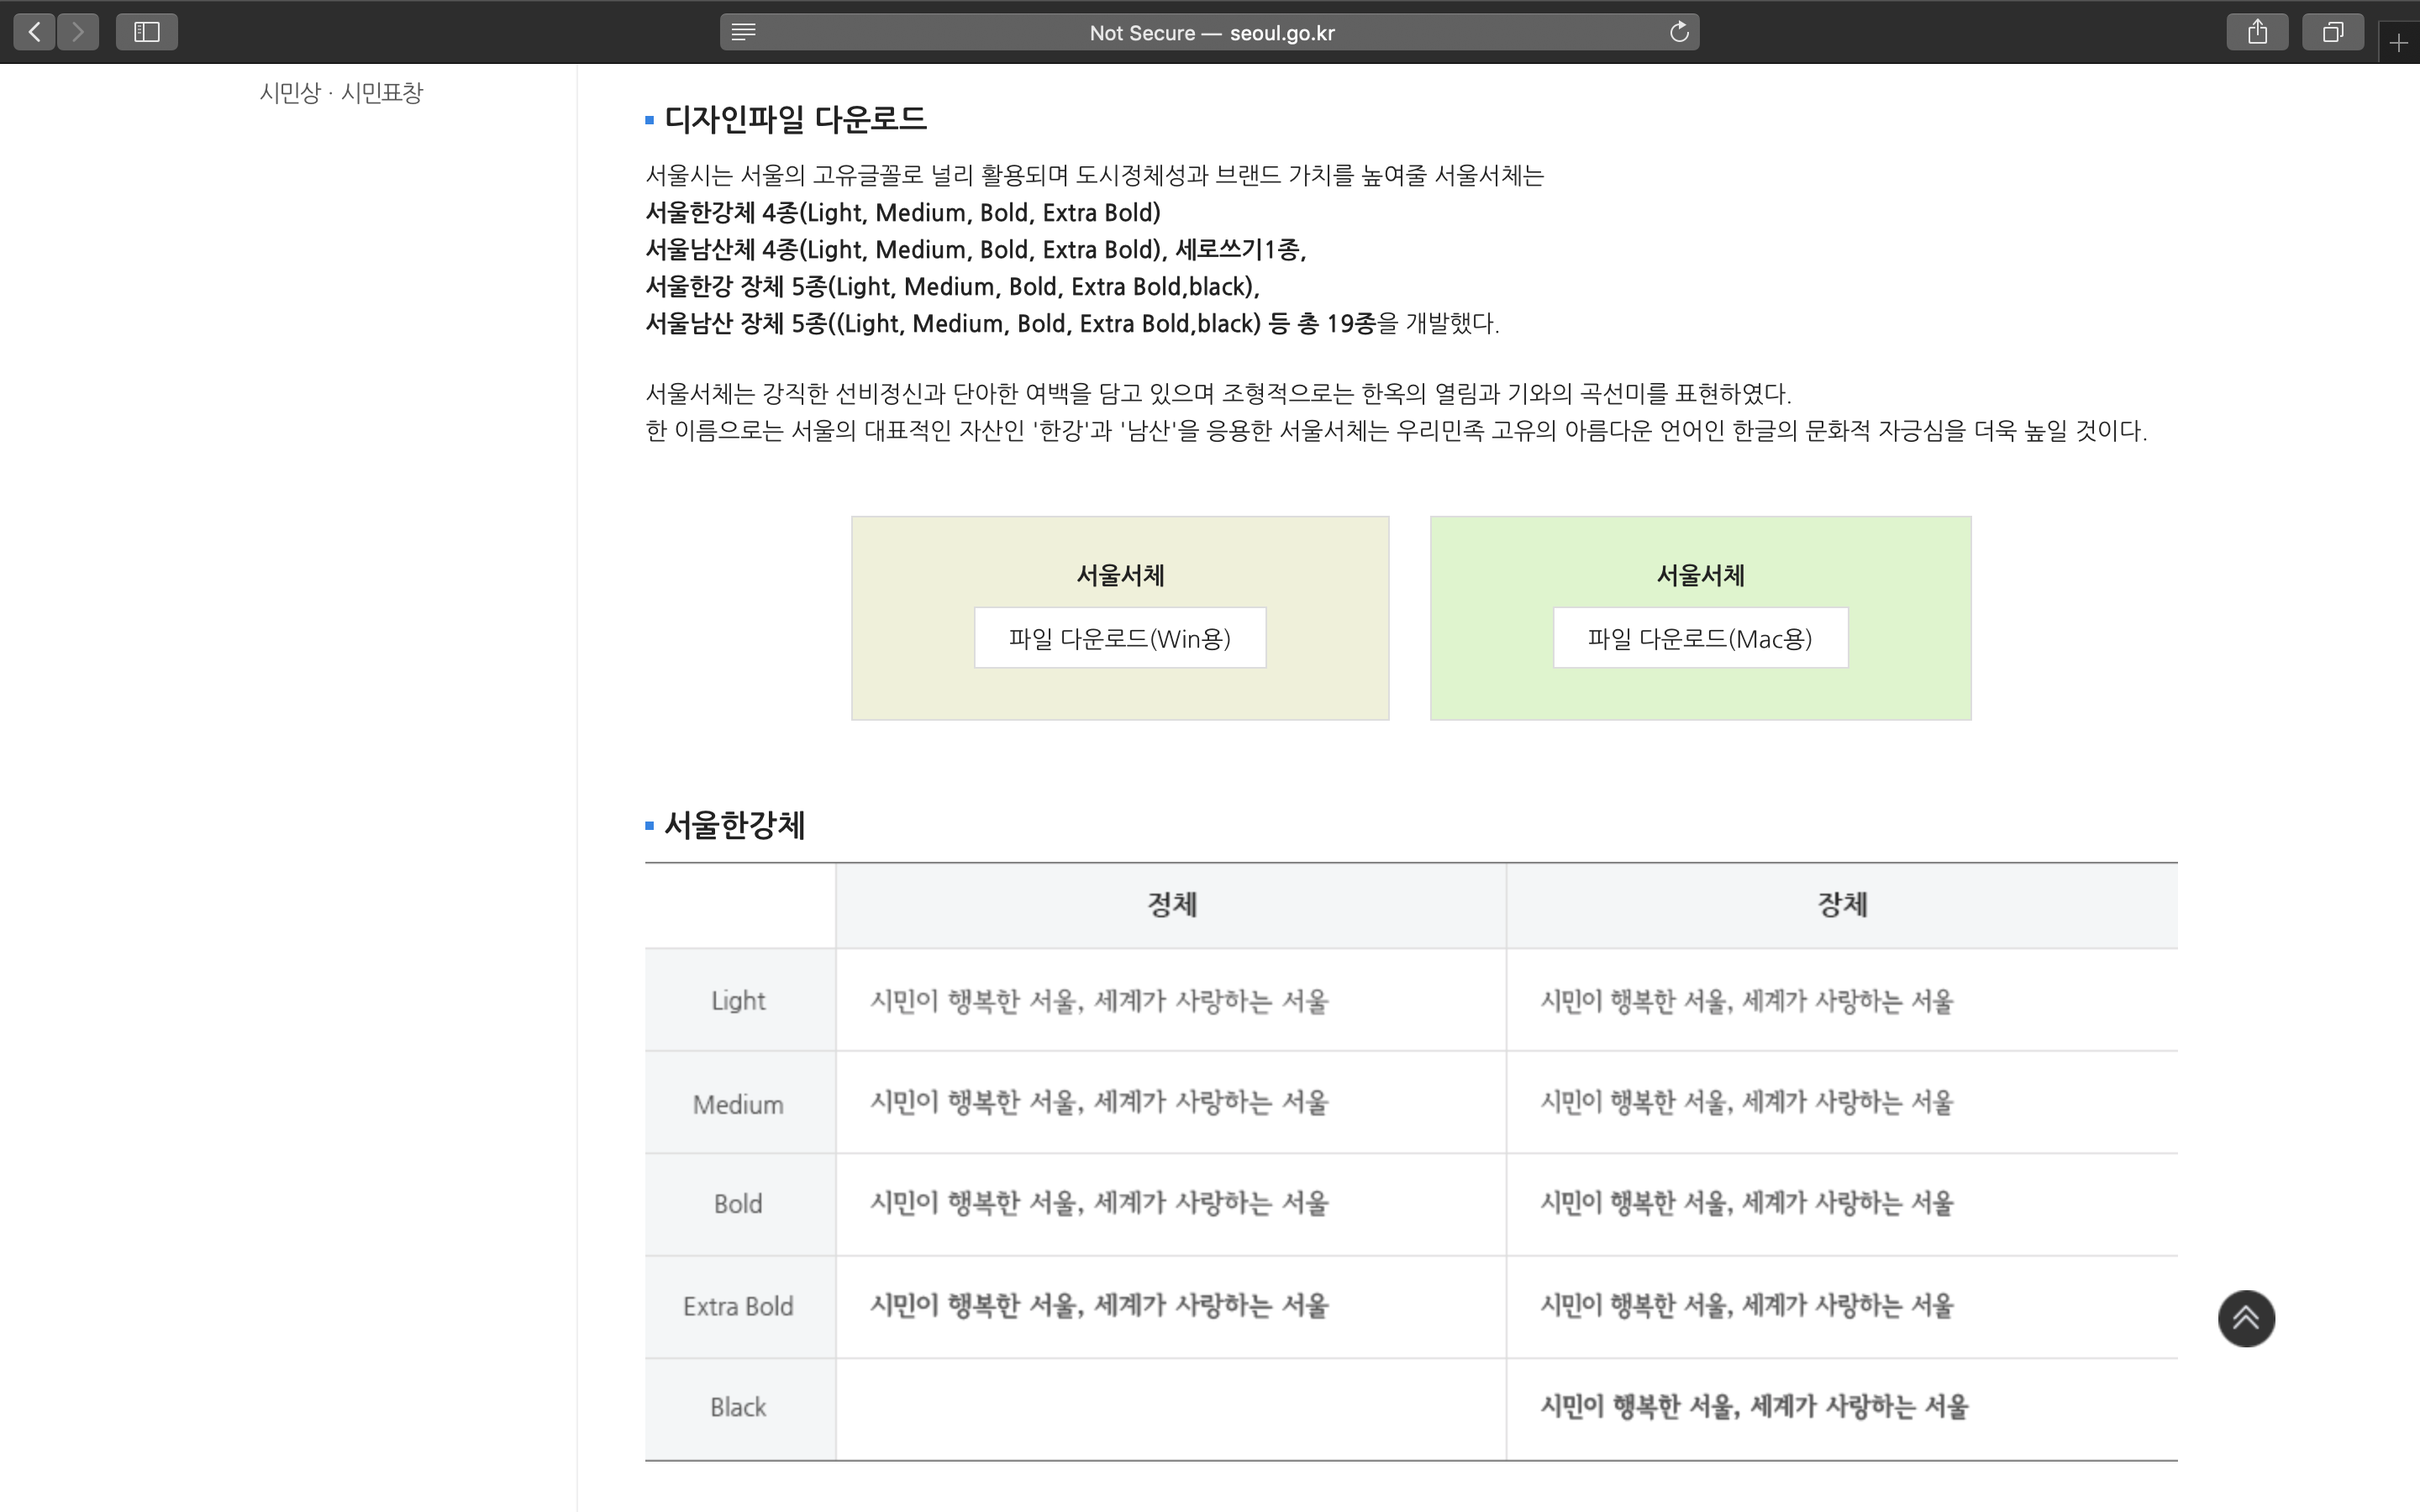 Not Secure — seoul.go.kr
시민상 · 시민표창
디자인파일 다운로드
서울시는 서울의 고유글꼴로 널리 활용되며 도시정체성과 브랜드 가치를 높여줄 서울서체는
서울한강체 4종(Light, Medium, Bold, Extra Bold)
서울남산체 4종(Light, Medium, Bold, Extra Bold), 세로쓰기1종,
서울한강 장체 5종(Light, Medium, Bold, Extra Bold,black),
서울남산 장체 5종((Light, Medium, Bold, Extra Bold,black) 등 총 19종을 개발했다.
서울서체는 강직한 선비정신과 단아한 여백을 담고 있으며 조형적으로는 한옥의 열림과 기와의 곡선미를 표현하였다.
한 이름으로는 서울의 대표적인 자산인 '한강'과 '남산'을 응용한 서울서체는 우리민족 고유의 아름다운 언어인 한글의 문화적 자긍심을 더욱 높일 것이다.
서울서체
파일 다운로드(Win용)
서울서체
파일 다운로드(Mac용)
서울한강체
정체 장체
Light 시민이 행복한 서울, 세계가 사랑하는 서울 시민이 행복한 서울, 세계가 사랑하는 서울
Medium 시민이 행복한 서울, 세계가 사랑하는 서울 시민이 행복한 서울, 세계가 사랑하는 서울
Bold 시민이 행복한 서울, 세계가 사랑하는 서울 시민이 행복한 서울, 세계가 사랑하는 서울
Extra Bold 시민이 행복한 서울, 세계가 사랑하는 서울 시민이 행복한 서울, 세계가 사랑하는 서울
Black 시민이 행복한 서울, 세계가 사랑하는 서울